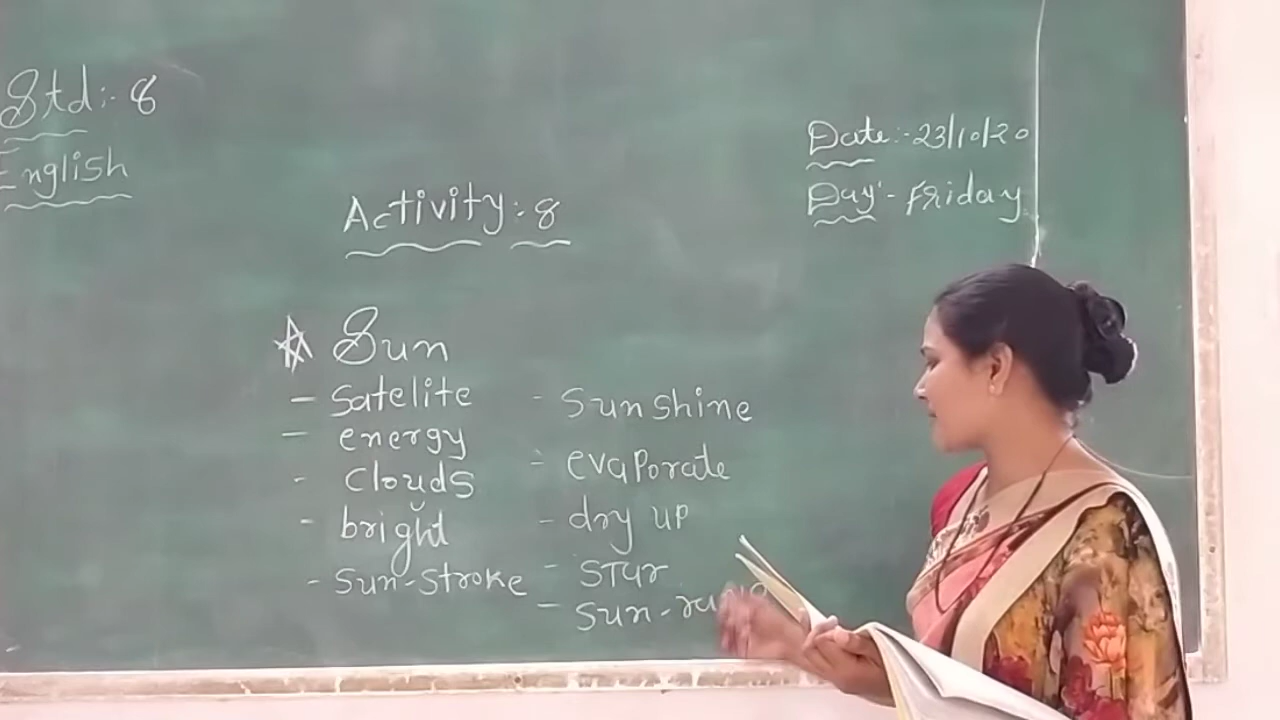 Std:- 8
English
Date:- 23/10/20
Day:- Friday
Activity:- 8
Sun
- Satelite
- energy
- Clouds
- bright
- Sun-Stroke
- Sunshine
- evaporate
- dry up
- Star
- Sun-